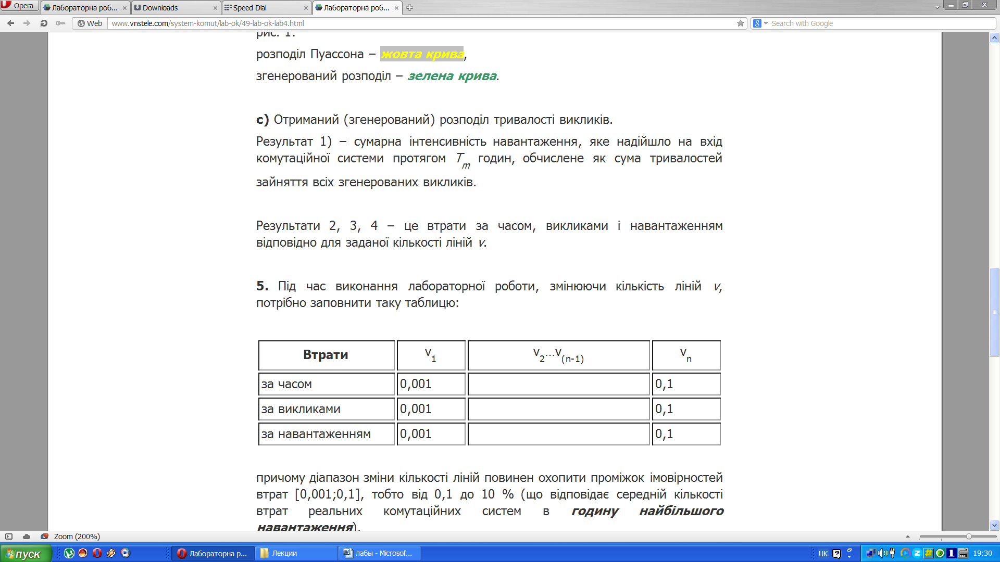 Opera
Лабораторна роб...
Downloads
Speed Dial
Лабораторна роб...
Web
www.vnstele.com/system-komut/lab-ok/49-lab-ok-lab4.html
Search with Google
рис. 1:
розподіл Пуассона – жовта крива,
згенерований розподіл – зелена крива.
c) Отриманий (згенерований) розподіл тривалості викликів.
Результат 1) – сумарна інтенсивність навантаження, яке надійшло на вхід
комутаційної системи протягом Tm годин, обчислене як сума тривалостей
зайняття всіх згенерованих викликів.
Результати 2, 3, 4 – це втрати за часом, викликами і навантаженням
відповідно для заданої кількості ліній v.
5. Під час виконання лабораторної роботи, змінюючи кількість ліній v,
потрібно заповнити таку таблицю:
Втрати v1 v2...v(n-1) vn
за часом 0,001 0,1
за викликами 0,001 0,1
за навантаженням 0,001 0,1
причому діапазон зміни кількості ліній повинен охопити проміжок імовірностей
втрат [0,001;0,1], тобто від 0,1 до 10 % (що відповідає середній кількості
втрат реальних комутаційних систем в годину найбільшого
навантаження).
Zoom (200%)
пуск
Лабораторна р...
Лекции
лабы - Microsof...
UK
19:30